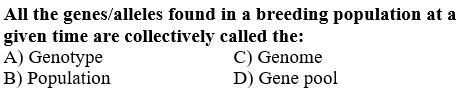 All the genes/alleles found in a breeding population at a
given time are collectively called the:
A) Genotype C) Genome
B) Population D) Gene pool